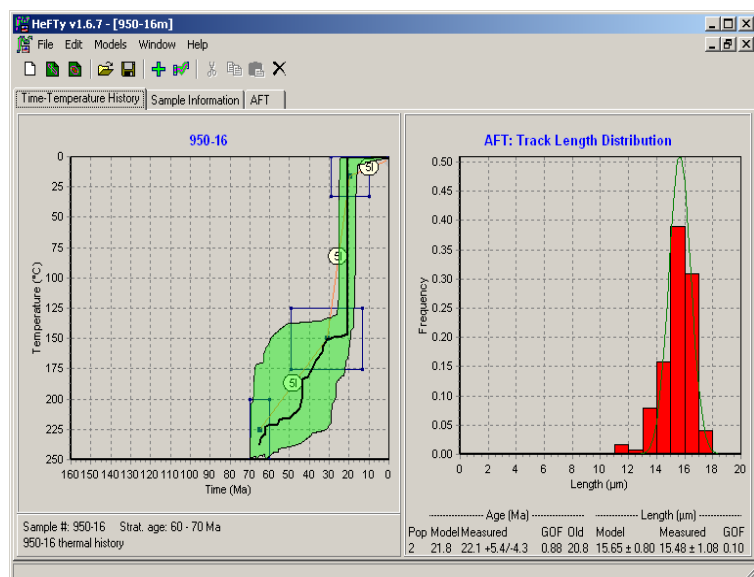 HeFTy v1.6.7 - [950-16m]
File Edit Models Window Help
Time-Temperature History Sample Information AFT
950-16
0
25
50
75
100
125
150
175
200
225
250
Temperature (°C)
5l
5l
5l
160 150 140 130 120 110 100 90 80 70 60 50 40 30 20 10 0
Time (Ma)
Sample #: 950-16 Strat. age: 60 - 70 Ma
950-16 thermal history
AFT: Track Length Distribution
0.50
0.45
0.40
0.35
0.30
0.25
0.20
0.15
0.10
0.05
0.00
Frequency
0 2 4 6 8 10 12 14 16 18 20
Length (µm)
Age (Ma) Length (µm)
Pop Model Measured GOF Old Model Measured GOF
2 21.8 22.1 +5.4/-4.3 0.88 20.8 15.65 ± 0.80 15.48 ± 1.08 0.10